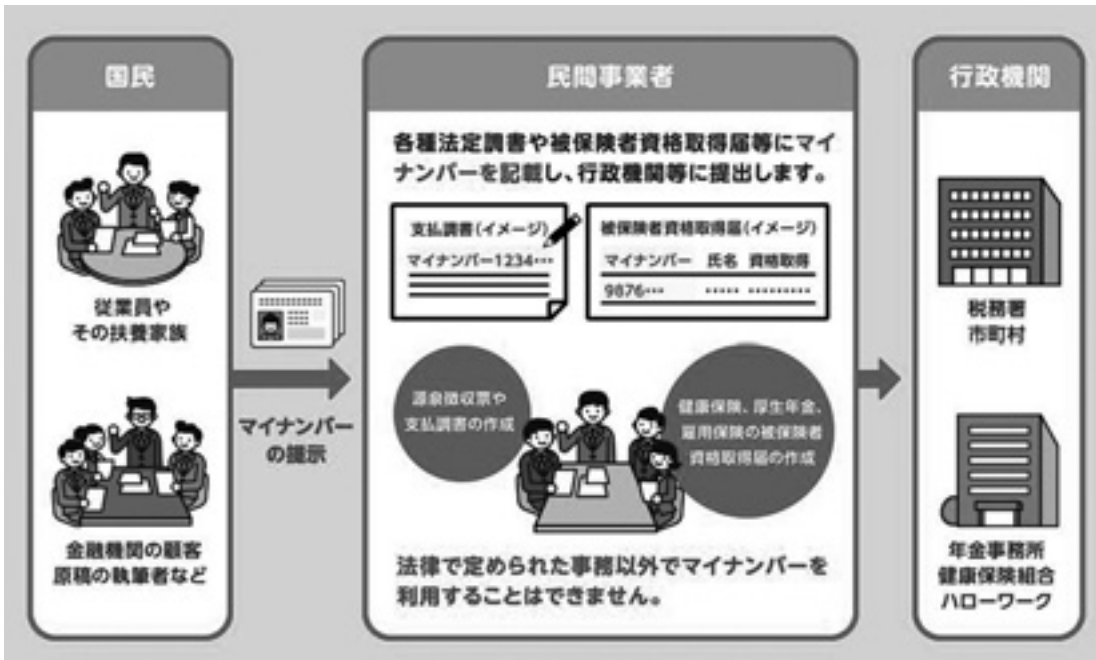 国民
従業員や
その扶養家族
金融機関の顧客
原稿の執筆者など
マイナンバー
の提示
民間事業者
各種法定調書や被保険者資格取得届等にマイ
ナンバーを記載し、行政機関等に提出します。
支払調書(イメージ)
マイナンバー1234…
被保険者資格取得届(イメージ)
マイナンバー 氏名 資格取得
9876… ····· ·········
源泉徴収票や
支払調書の作成
健康保険、厚生年金、
雇用保険の被保険者
資格取得届の作成
法律で定められた事務以外でマイナンバーを
利用することはできません。
行政機関
税務署
市町村
年金事務所
健康保険組合
ハローワーク